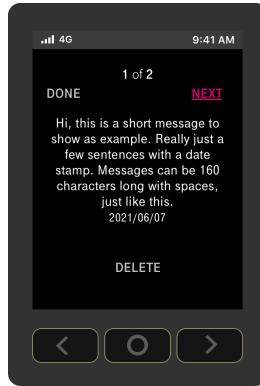 4G 9:41 AM
1 of 2
DONE NEXT
Hi, this is a short message to
show as example. Really just a
few sentences with a date
stamp. Messages can be 160
characters long with spaces,
just like this.
2021/06/07
DELETE